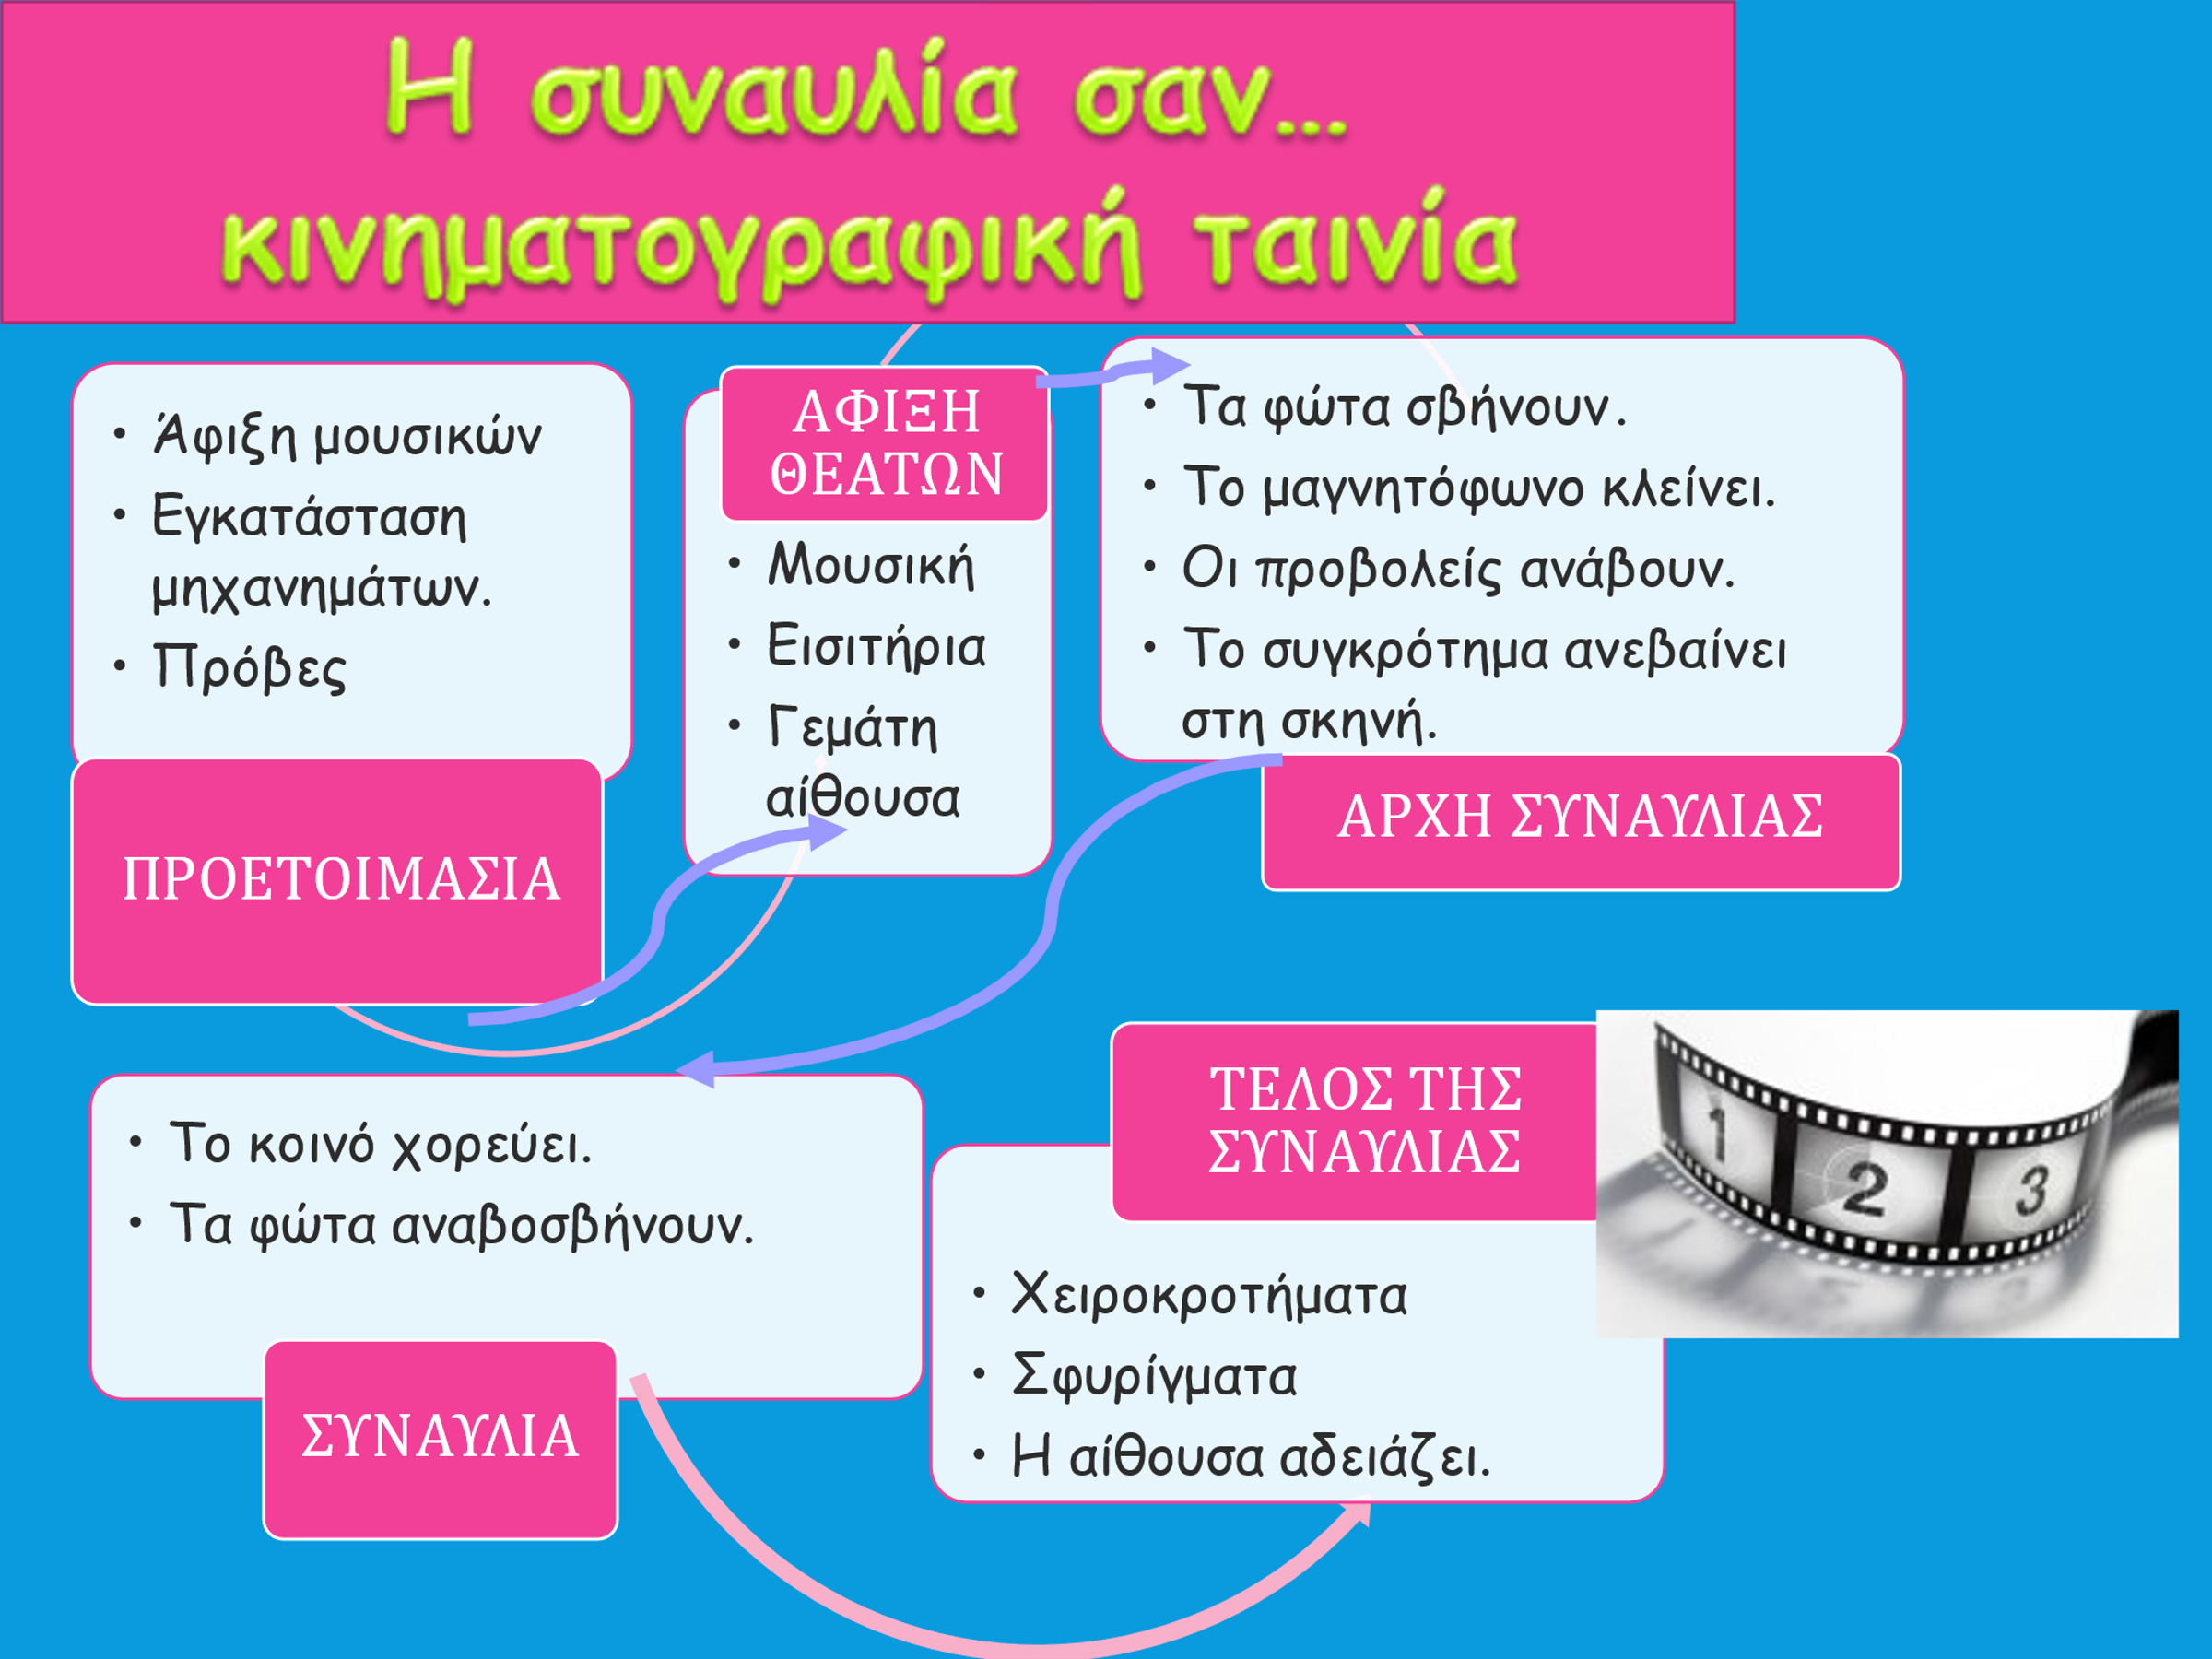 Η συναυλία σαν...
κινηματογραφική ταινία
• Άφιξη μουσικών
• Εγκατάσταση
μηχανημάτων.
• Πρόβες
ΠΡΟΕΤΟΙΜΑΣΙΑ
ΑΦΙΞΗ
ΘΕΑΤΩΝ
• Μουσική
• Εισιτήρια
• Γεμάτη
αίθουσα
• Τα φώτα σβήνουν.
• Το μαγνητόφωνο κλείνει.
• Οι προβολείς ανάβουν.
• Το συγκρότημα ανεβαίνει
στη σκηνή.
ΑΡΧΗ ΣΥΝΑΥΛΙΑΣ
• Το κοινό χορεύει.
• Τα φώτα αναβοσβήνουν.
ΣΥΝΑΥΛΙΑ
ΤΕΛΟΣ ΤΗΣ
ΣΥΝΑΥΛΙΑΣ
• Χειροκροτήματα
• Σφυρίγματα
• Η αίθουσα αδειάζει.
1 2 3